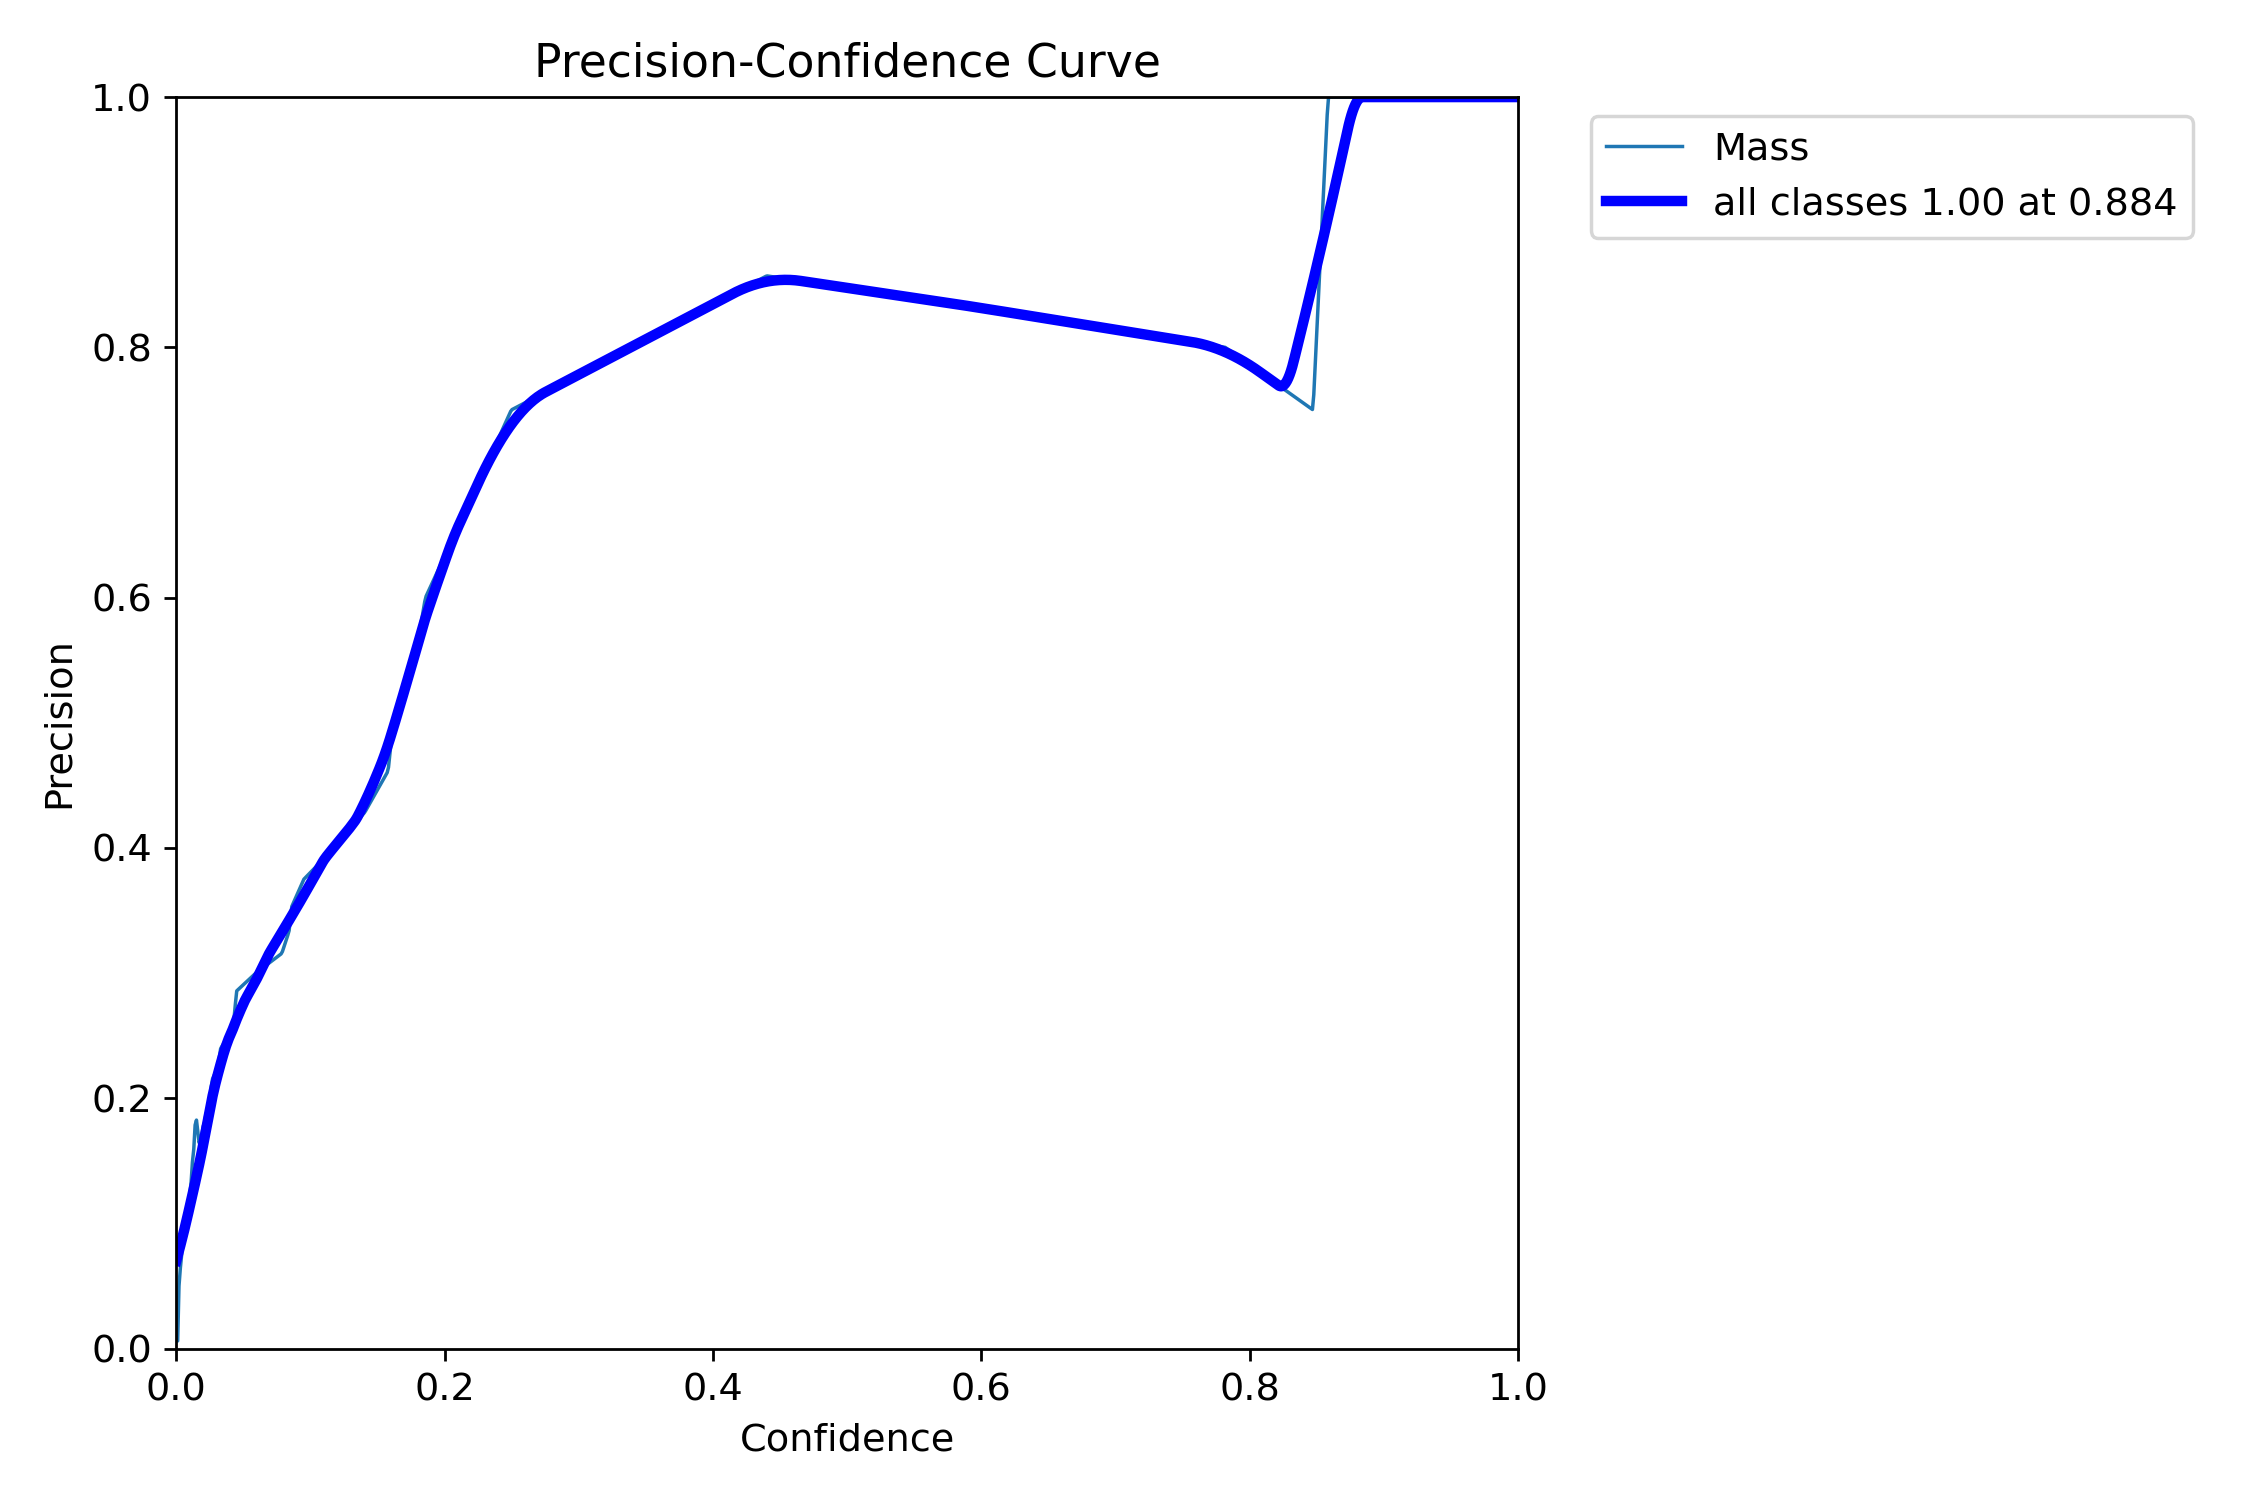 Precision-Confidence Curve
1.0
0.8
0.6
0.4
0.2
0.0
Precision
0.0 0.2 0.4 0.6 0.8 1.0
Confidence
Mass
all classes 1.00 at 0.884